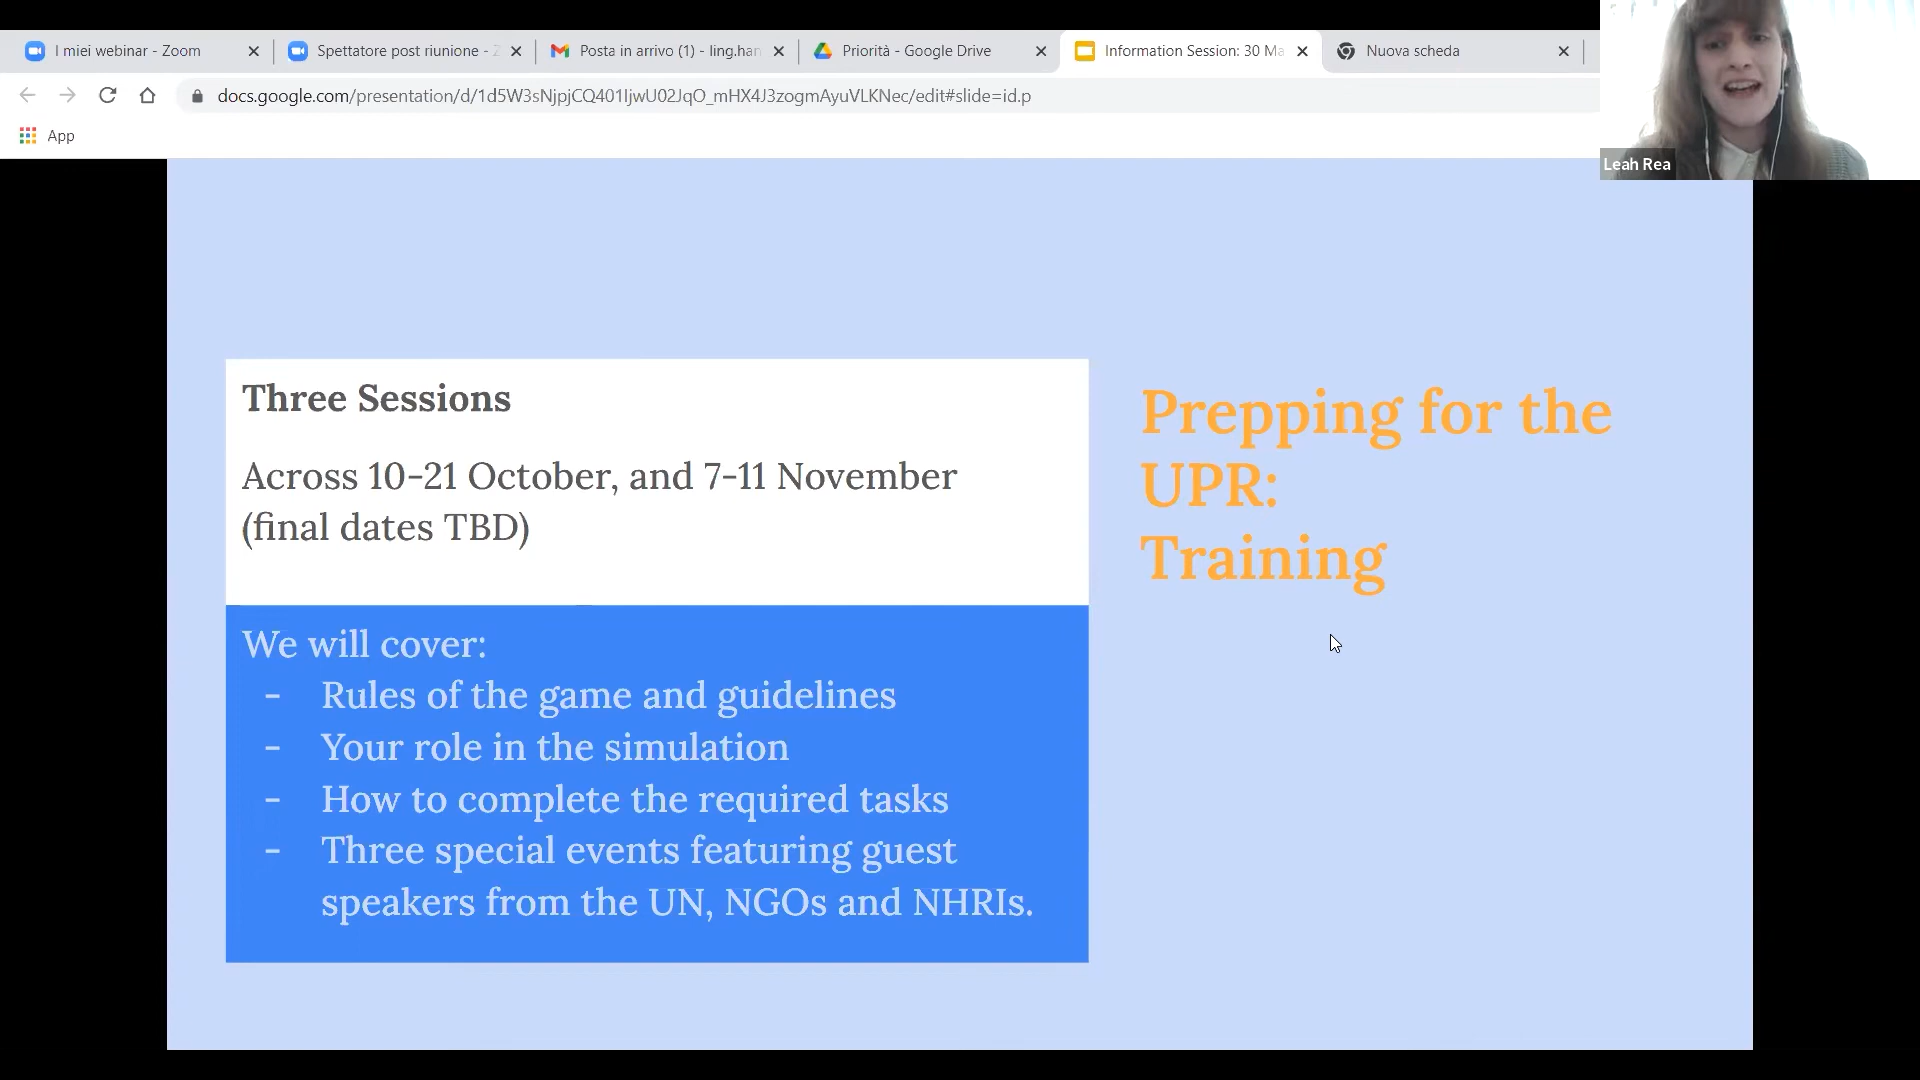 I miei webinar - Zoom
Spettatore post riunione - Z
Posta in arrivo (1) - ling.han
Priorità - Google Drive
Information Session: 30 Ma
Nuova scheda
docs.google.com/presentation/d/1d5W3sNjpjCQ401IjwU02JqO_mHX4J3zogmAyuVLKNec/edit#slide=id.p
App
Leah Rea
Three Sessions
Across 10-21 October, and 7-11 November
(final dates TBD)
We will cover:
- Rules of the game and guidelines
- Your role in the simulation
- How to complete the required tasks
- Three special events featuring guest
speakers from the UN, NGOs and NHRIs.
Prepping for the
UPR:
Training